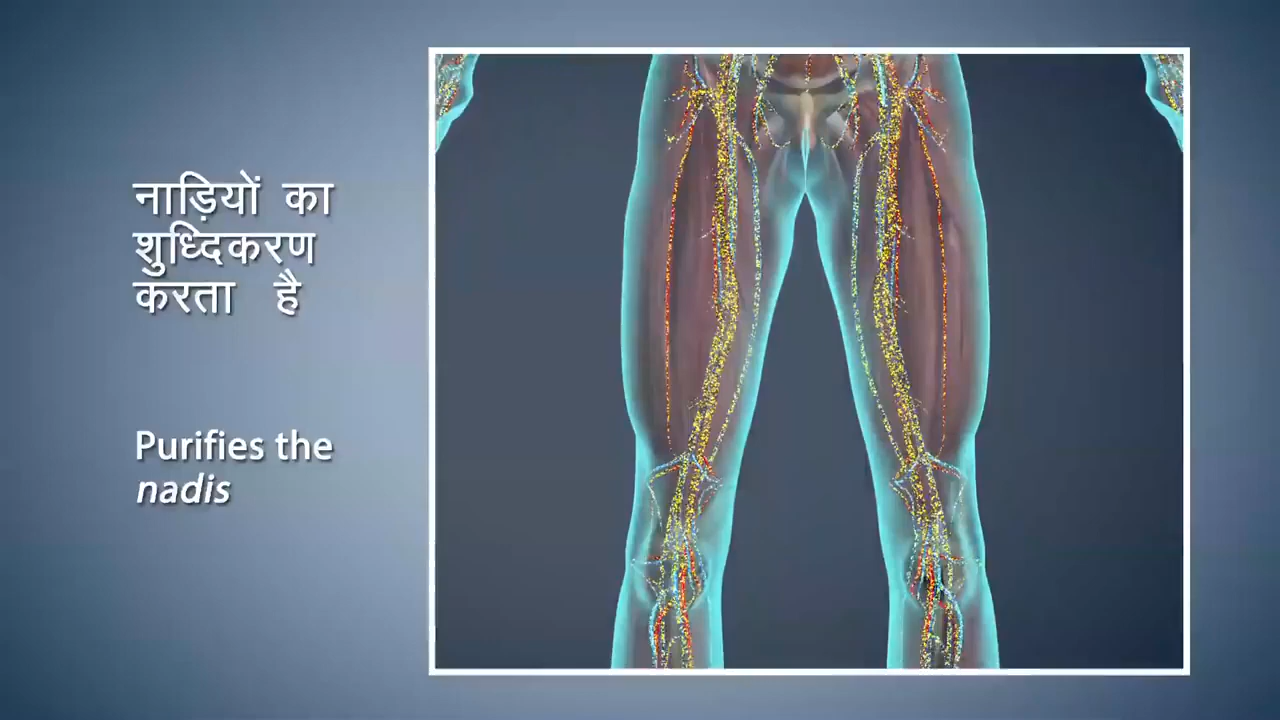 नाड़ियों का
शुध्दिकरण
करता है
Purifies the
nadis